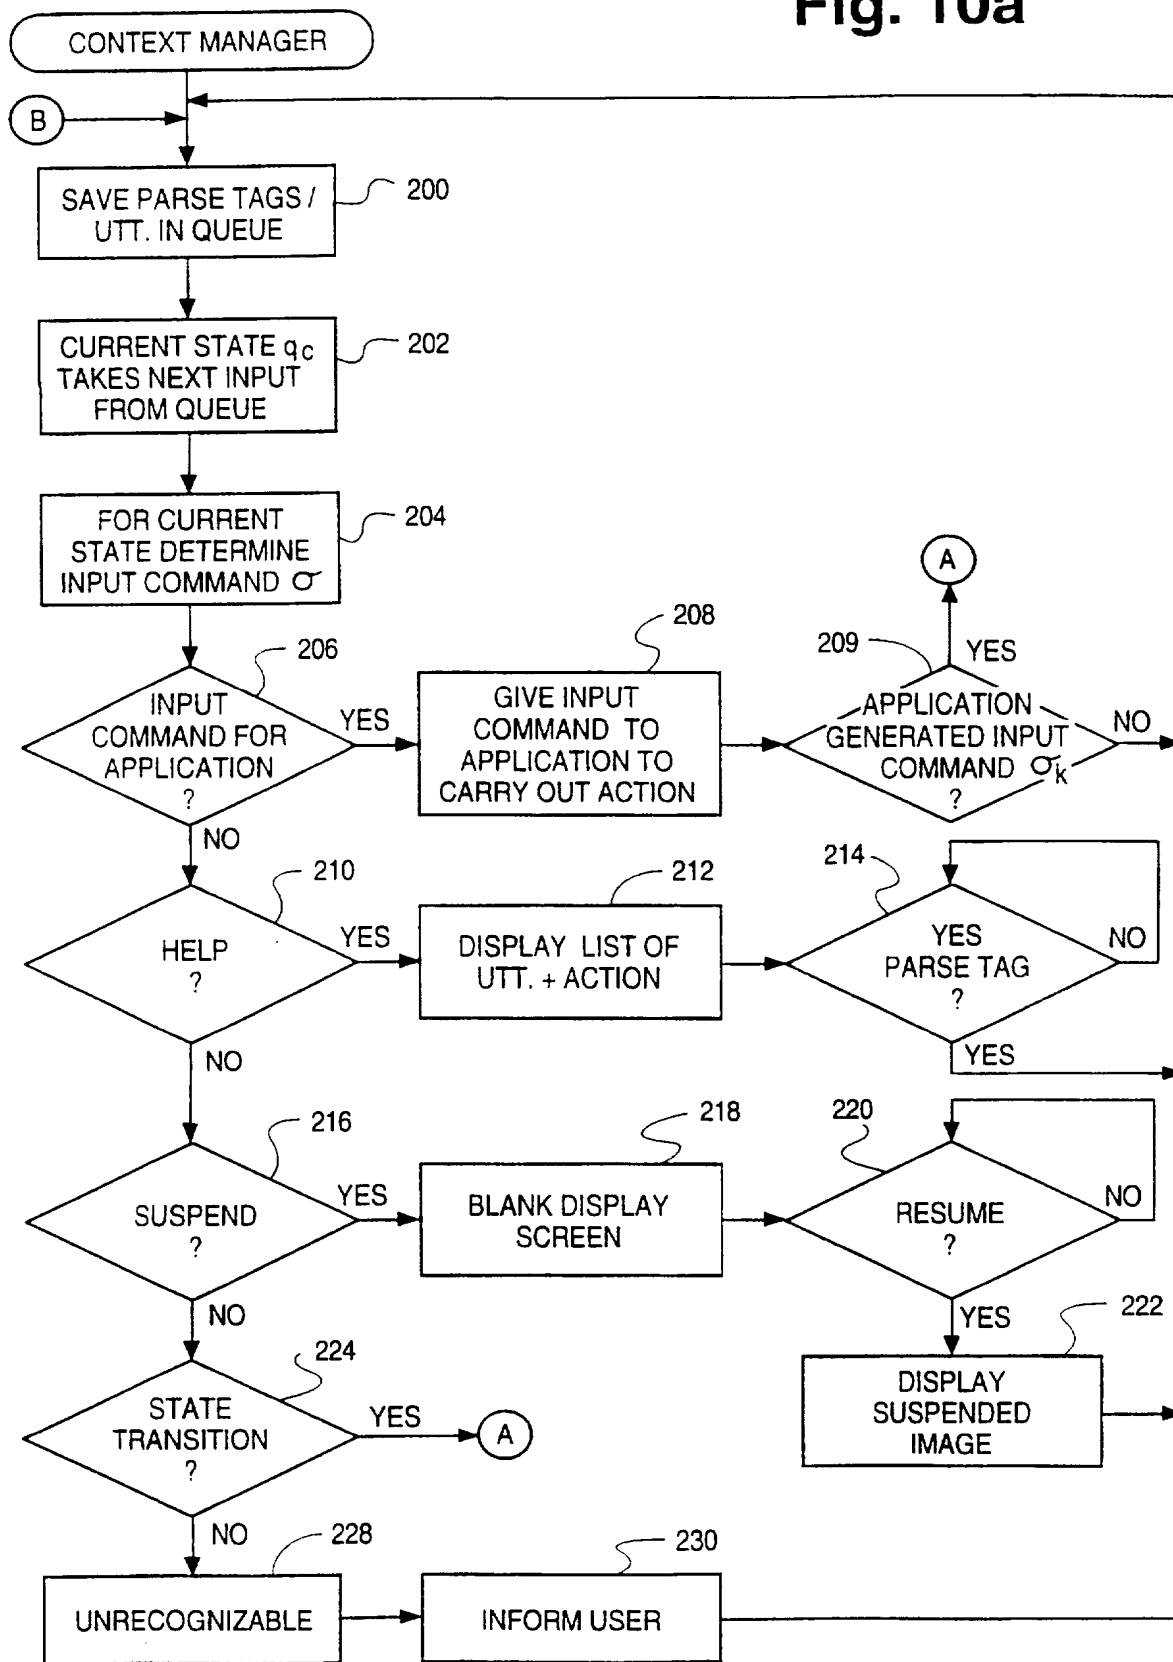 Fig. 10a
CONTEXT MANAGER
B
SAVE PARSE TAGS /
UTT. IN QUEUE
200
CURRENT STATE qc
TAKES NEXT INPUT
FROM QUEUE
202
FOR CURRENT
STATE DETERMINE
INPUT COMMAND σ
204
A
206
INPUT
COMMAND FOR
APPLICATION
?
YES
NO
208
GIVE INPUT
COMMAND TO
APPLICATION TO
CARRY OUT ACTION
209
YES
APPLICATION
GENERATED INPUT
COMMAND σk
?
NO
210
HELP
?
YES
NO
212
DISPLAY LIST OF
UTT. + ACTION
214
YES
PARSE TAG
?
NO
YES
216
SUSPEND
?
YES
NO
218
BLANK DISPLAY
SCREEN
220
RESUME
?
NO
YES
222
DISPLAY
SUSPENDED
IMAGE
224
STATE
TRANSITION
?
YES
A
NO
228
UNRECOGNIZABLE
230
INFORM USER